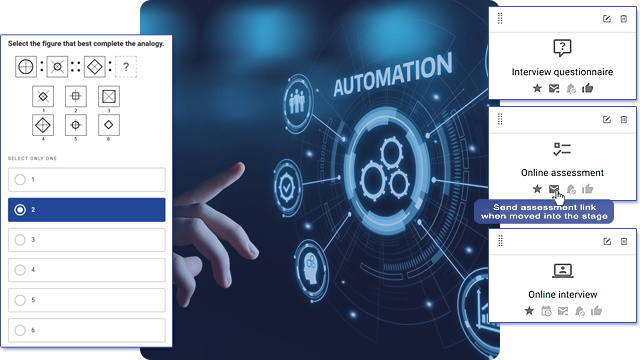 Select the figure that best complete the analogy.
: :: : ?
1 2 3
4 5 6
SELECT ONLY ONE
1
2
3
4
5
6
AUTOMATION
Interview questionnaire
Online assessment
Send assessment link
when moved into the stage
Online interview